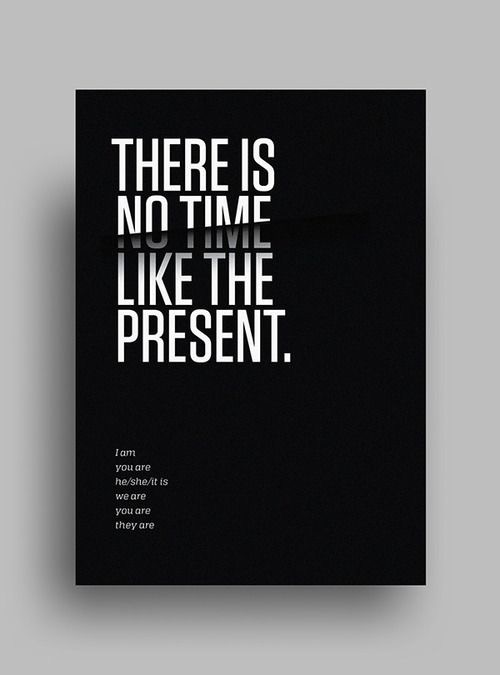 THERE IS
NO TIME
LIKE THE
PRESENT.
I am
you are
he/she/it is
we are
you are
they are